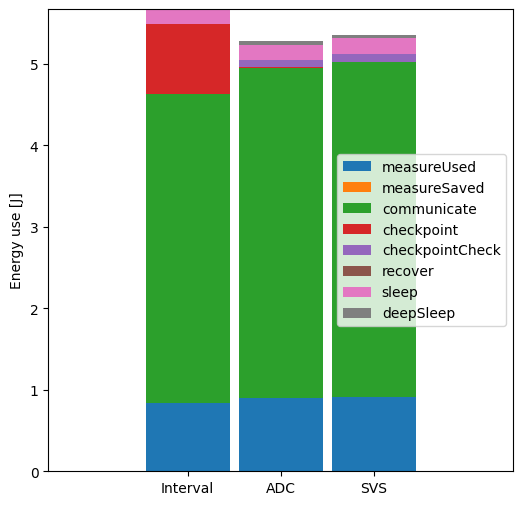 Energy use [J]
5
4
3
2
1
0
measureUsed
measureSaved
communicate
checkpoint
checkpointCheck
recover
sleep
deepSleep
Interval ADC SVS